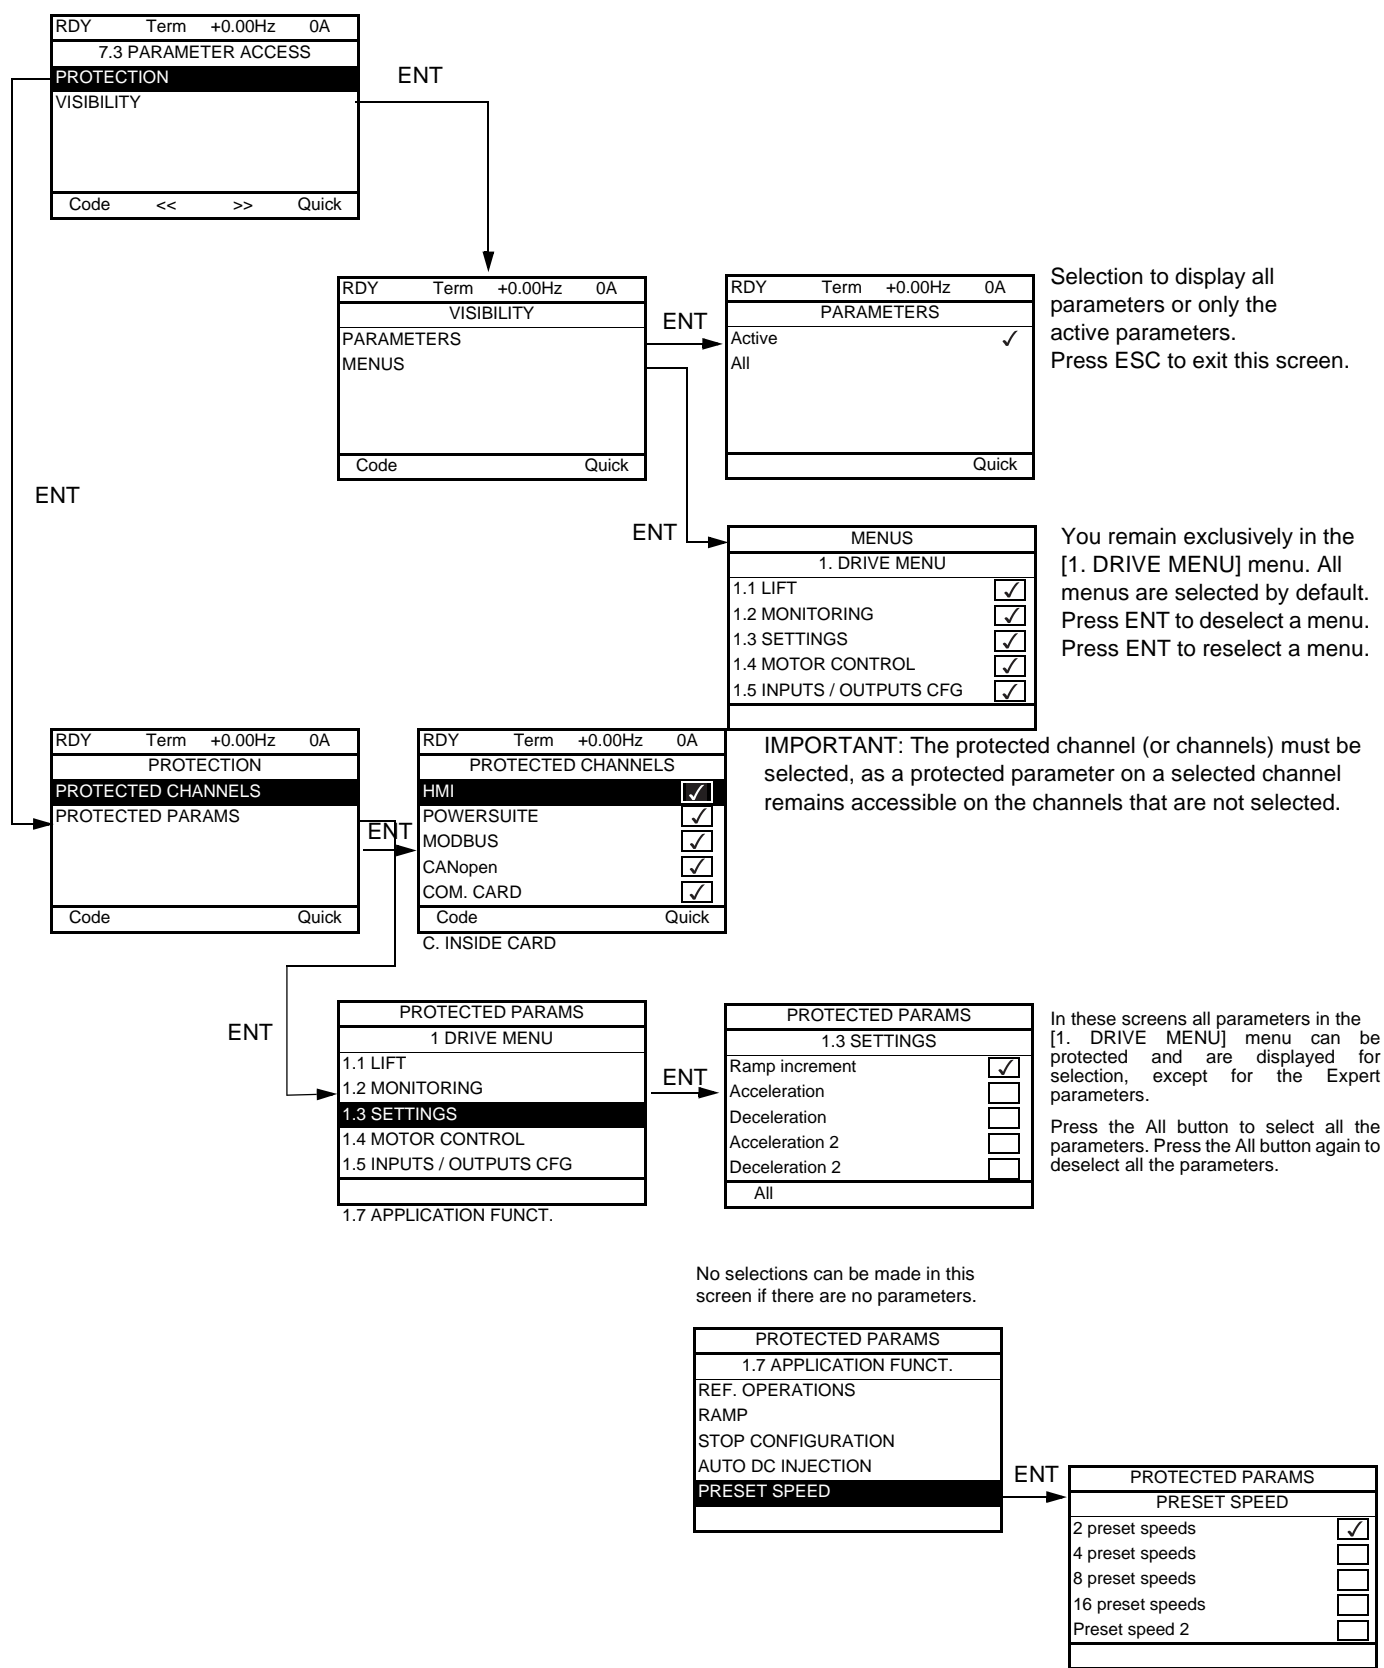 RDY Term +0.00Hz 0A
7.3 PARAMETER ACCESS
PROTECTION
VISIBILITY
Code << >> Quick
ENT
RDY Term +0.00Hz 0A
VISIBILITY
PARAMETERS
MENUS
Code Quick
ENT
RDY Term +0.00Hz 0A
PARAMETERS
Active ✓
All
Quick
Selection to display all
parameters or only the
active parameters.
Press ESC to exit this screen.
ENT
ENT
MENUS
1. DRIVE MENU
1.1 LIFT ✓
1.2 MONITORING ✓
1.3 SETTINGS ✓
1.4 MOTOR CONTROL ✓
1.5 INPUTS / OUTPUTS CFG ✓
You remain exclusively in the
[1. DRIVE MENU] menu. All
menus are selected by default.
Press ENT to deselect a menu.
Press ENT to reselect a menu.
RDY Term +0.00Hz 0A
PROTECTION
PROTECTED CHANNELS
PROTECTED PARAMS
Code Quick
ENT
RDY Term +0.00Hz 0A
PROTECTED CHANNELS
HMI ✓
POWERSUITE ✓
MODBUS ✓
CANopen ✓
COM. CARD ✓
Code Quick
C. INSIDE CARD
IMPORTANT: The protected channel (or channels) must be
selected, as a protected parameter on a selected channel
remains accessible on the channels that are not selected.
ENT
PROTECTED PARAMS
1 DRIVE MENU
1.1 LIFT
1.2 MONITORING
1.3 SETTINGS
1.4 MOTOR CONTROL
1.5 INPUTS / OUTPUTS CFG
1.7 APPLICATION FUNCT.
ENT
PROTECTED PARAMS
1.3 SETTINGS
Ramp increment ✓
Acceleration
Deceleration
Acceleration 2
Deceleration 2
All
In these screens all parameters in the
[1. DRIVE MENU] menu can be
protected and are displayed for
selection, except for the Expert
parameters.
Press the All button to select all the
parameters. Press the All button again to
deselect all the parameters.
No selections can be made in this
screen if there are no parameters.
PROTECTED PARAMS
1.7 APPLICATION FUNCT.
REF. OPERATIONS
RAMP
STOP CONFIGURATION
AUTO DC INJECTION
PRESET SPEED
ENT
PROTECTED PARAMS
PRESET SPEED
2 preset speeds ✓
4 preset speeds
8 preset speeds
16 preset speeds
Preset speed 2